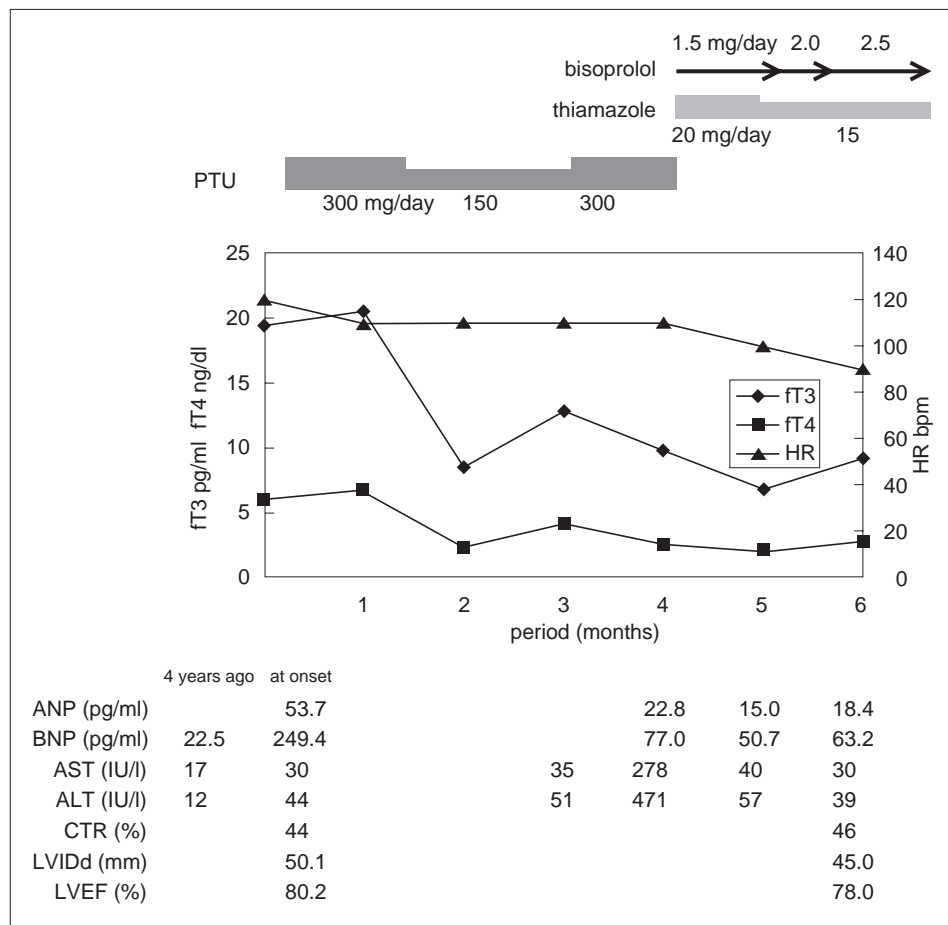 1.5 mg/day 2.0 2.5
bisoprolol
thiamazole
20 mg/day 15
PTU
300 mg/day 150 300
25 140
20 120
15 100
10 80
5 60
0 40
20
0
fT3 pg/ml fT4 ng/dl
HR bpm
fT3
fT4
HR
1 2 3 4 5 6
period (months)
4 years ago at onset
ANP (pg/ml) 53.7 22.8 15.0 18.4
BNP (pg/ml) 22.5 249.4 77.0 50.7 63.2
AST (IU/l) 17 30 35 278 40 30
ALT (IU/l) 12 44 51 471 57 39
CTR (%) 44 46
LVIDd (mm) 50.1 45.0
LVEF (%) 80.2 78.0